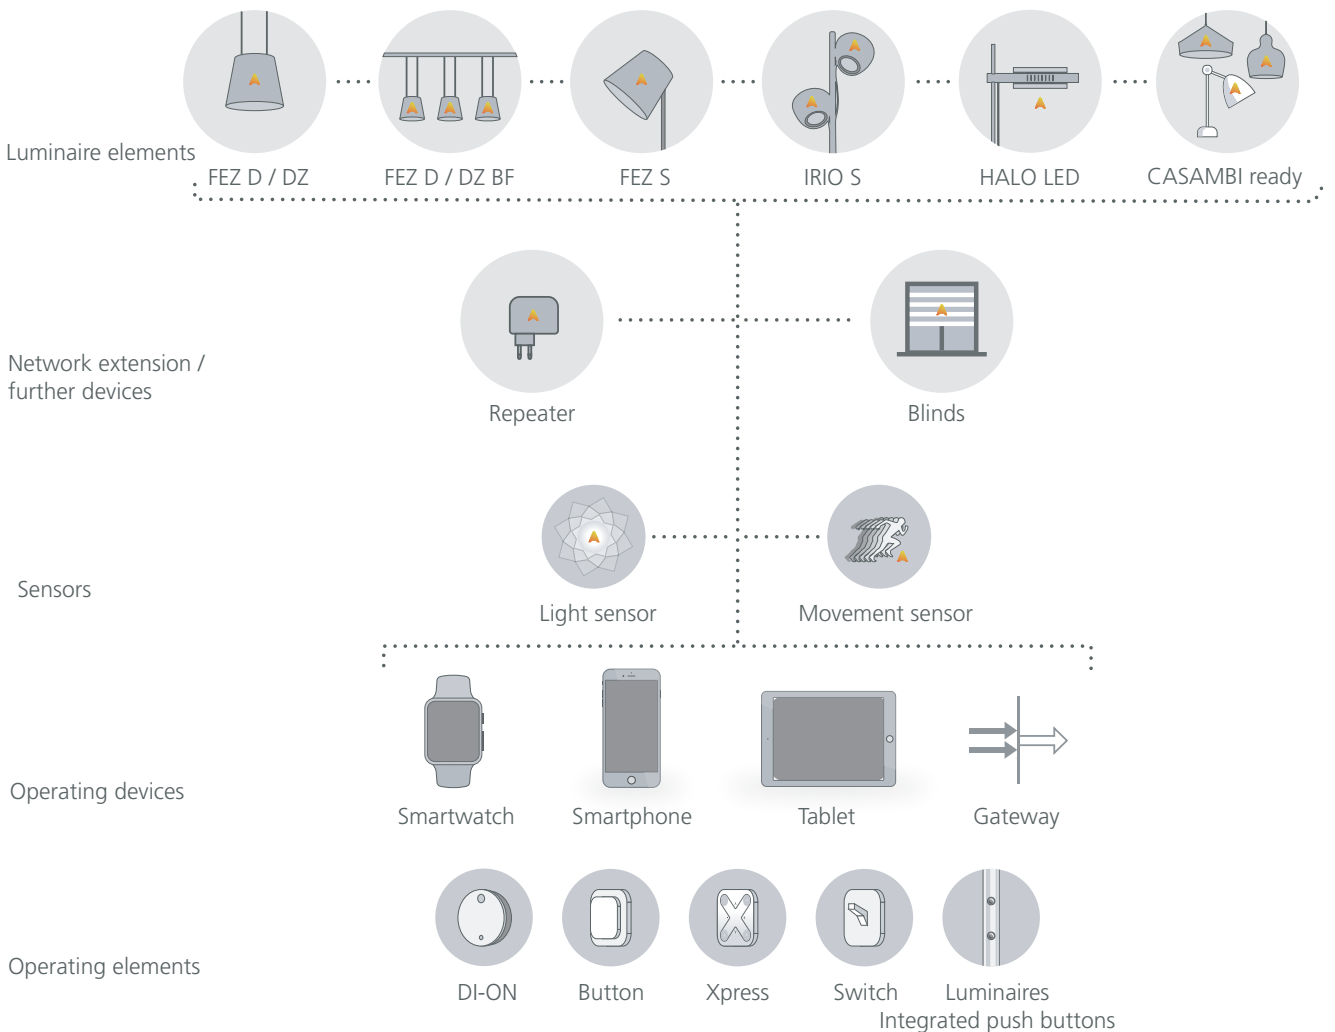 Luminaire elements
FEZ D / DZ
FEZ D / DZ BF
FEZ S
IRIO S
HALO LED
CASAMBI ready
Network extension /
further devices
Repeater
Blinds
Sensors
Light sensor
Movement sensor
Operating devices
Smartwatch
Smartphone
Tablet
Gateway
Operating elements
DI-ON
Button
Xpress
Switch
Luminaires
Integrated push buttons